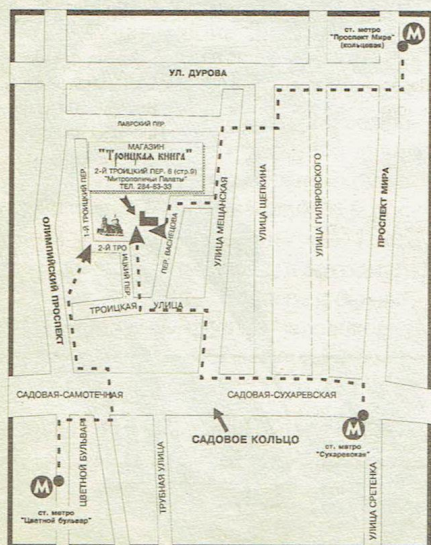 ст. метро
"Проспект Мира"
(кольцевая)
М
УЛ. ДУРОВА
ЛАВРСКИЙ ПЕР.
МАГАЗИН
"Троицкая книга"
2-Й ТРОИЦКИЙ ПЕР. 6 (стр.9)
"Митрополичьи Палаты"
ТЕЛ. 284-83-33
1-Й ТРОИЦКИЙ ПЕР.
2-Й ТРО
ИЦКИЙ ПЕР.
ПЕР. ВАСНЕЦОВА
ОЛИМПИЙСКИЙ ПРОСПЕКТ
УЛИЦА МЕЩАНСКАЯ
УЛИЦА ЩЕПКИНА
УЛИЦА ГИЛЯРОВСКОГО
ПРОСПЕКТ МИРА
ТРОИЦКАЯ УЛИЦА
САДОВАЯ-САМОТЕЧНАЯ
САДОВАЯ-СУХАРЕВСКАЯ
САДОВОЕ КОЛЬЦО
М
ст. метро
"Сухаревская"
М
ст. метро
"Цветной бульвар"
ЦВЕТНОЙ БУЛЬВАР
ТРУБНАЯ УЛИЦА
УЛИЦА СРЕТЕНКА